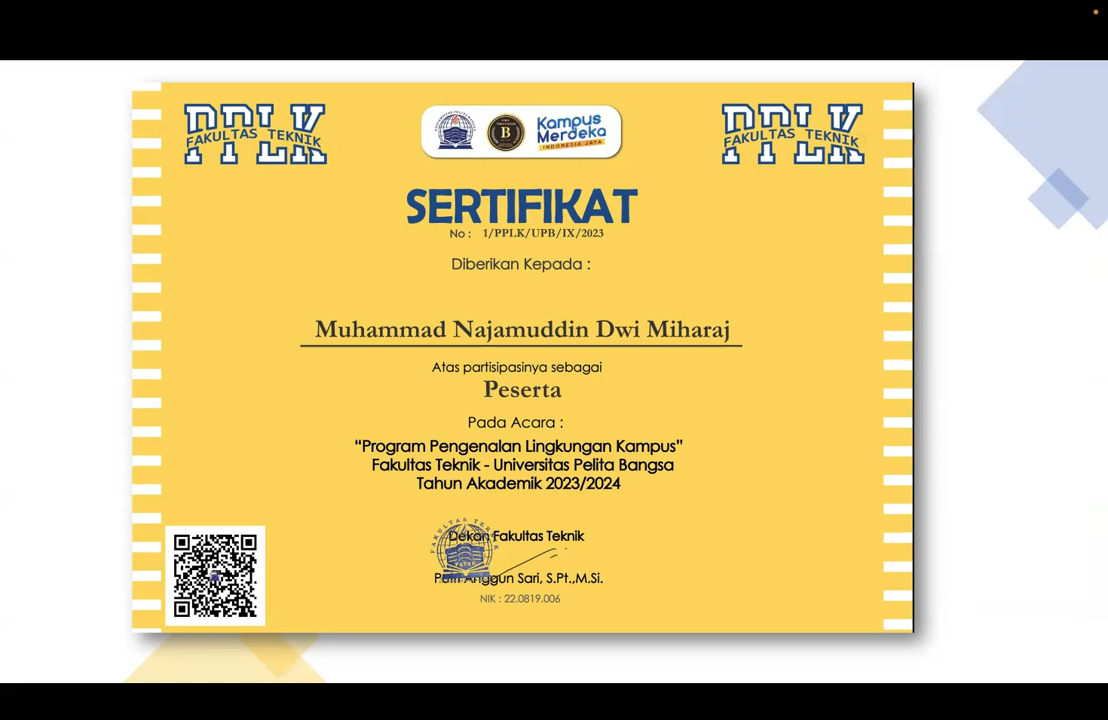 PPLK
FAKULTAS TEKNIK
B
Kampus
Merdeka
INDONESIA JAYA
PPLK
FAKULTAS TEKNIK
SERTIFIKAT
No : 1/PPLK/UPB/IX/2023
Diberikan Kepada :
Muhammad Najamuddin Dwi Miharaj
Atas partisipasinya sebagai
Peserta
Pada Acara :
“Program Pengenalan Lingkungan Kampus”
Fakultas Teknik - Universitas Pelita Bangsa
Tahun Akademik 2023/2024
FAKULTAS TEKNIK
Dekan Fakultas Teknik
Putri Anggun Sari, S.Pt.,M.Si.
NIK : 22.0819.006